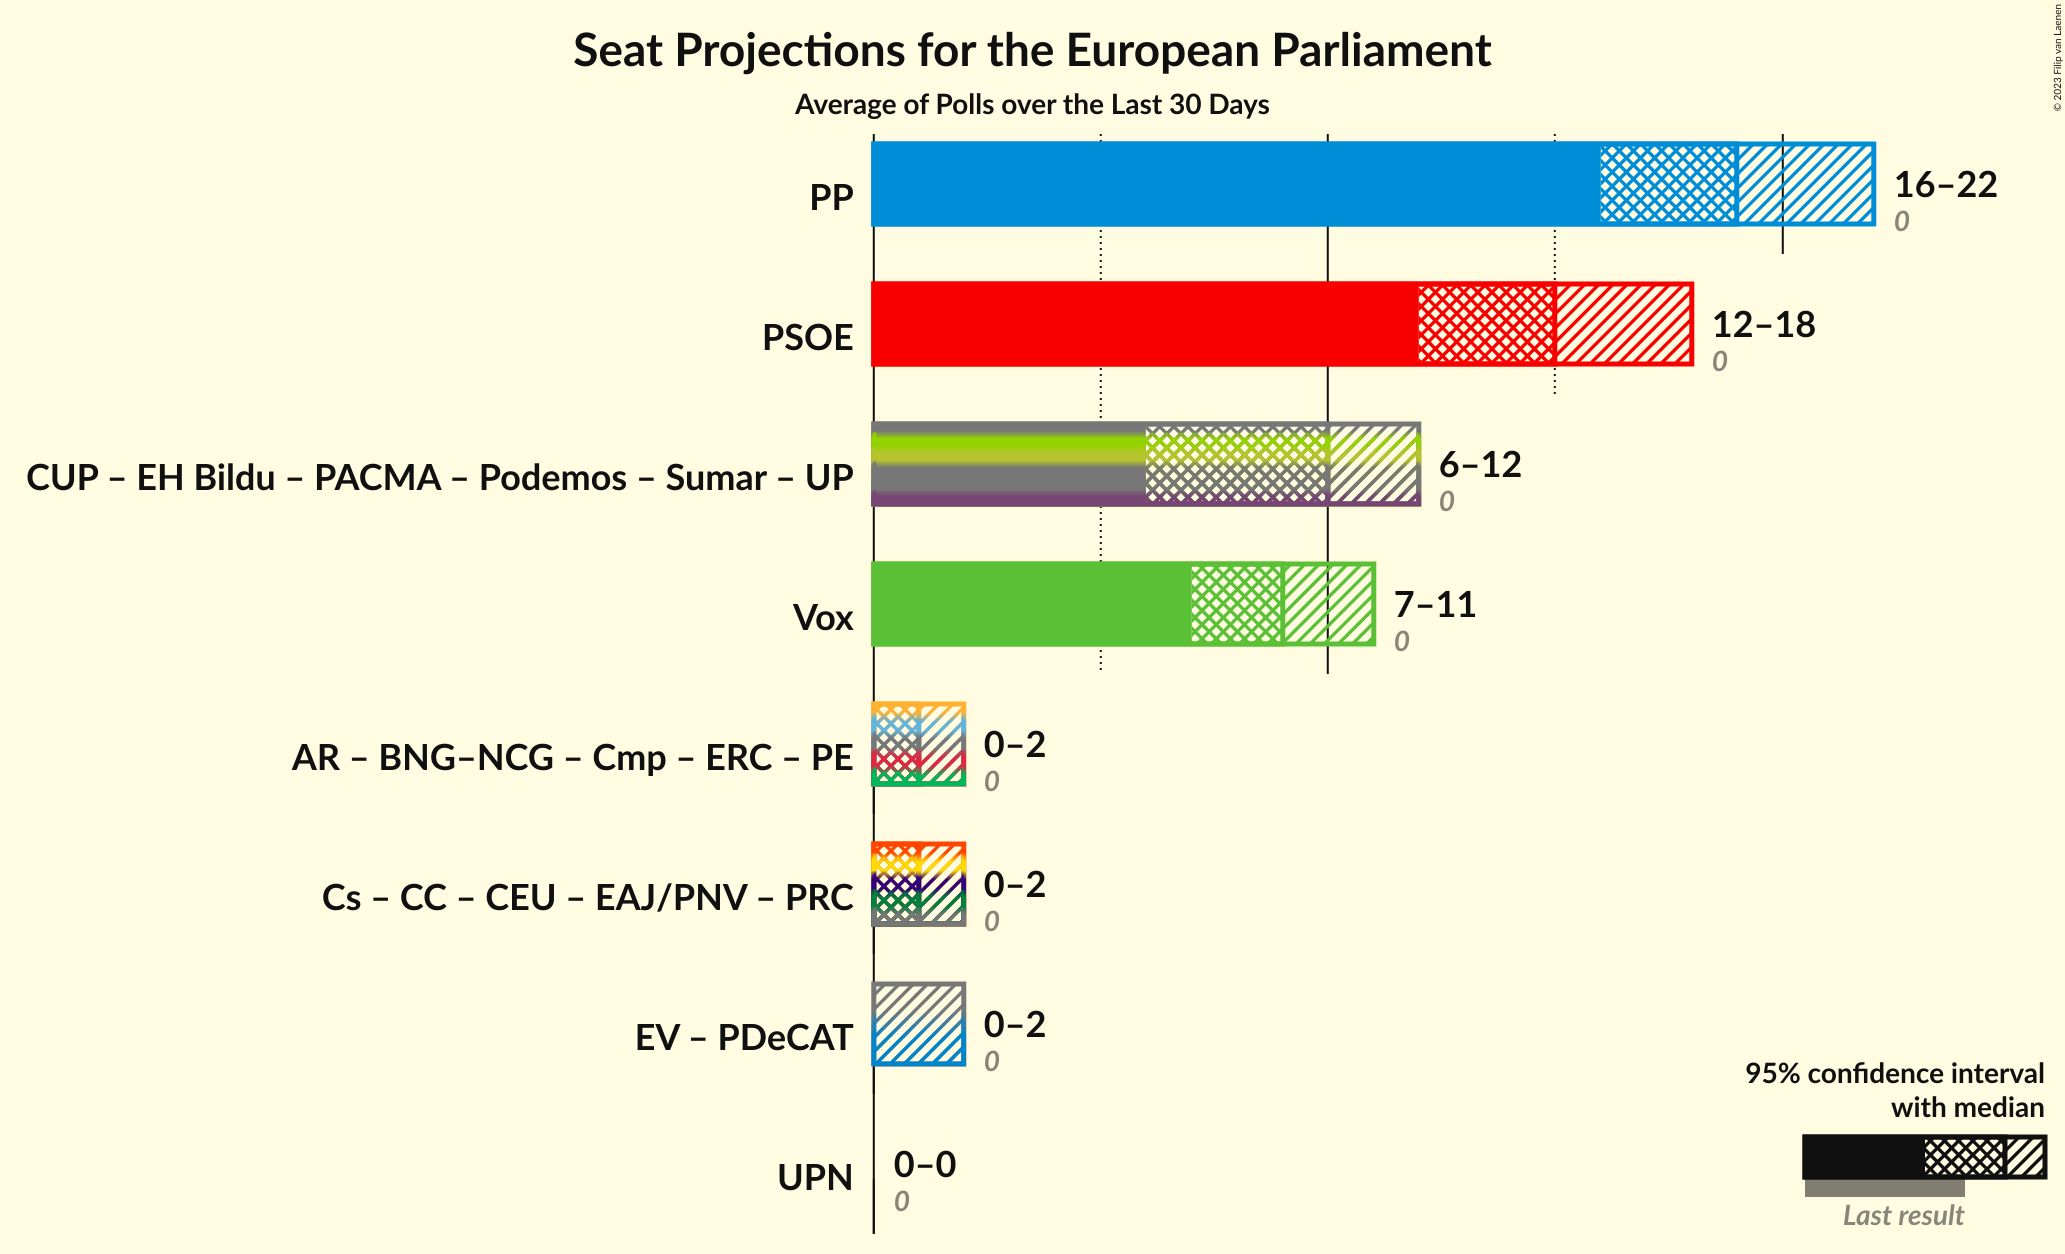 Seat Projections for the European Parliament
Average of Polls over the Last 30 Days
© 2023 Filip van Laenen
PP
16–22
0
PSOE
12–18
0
CUP – EH Bildu – PACMA – Podemos – Sumar – UP
6–12
0
Vox
7–11
0
AR – BNG–NCG – Cmp – ERC – PE
0–2
0
Cs – CC – CEU – EAJ/PNV – PRC
0–2
0
EV – PDeCAT
0–2
0
UPN
0–0
0
95% confidence interval
with median
Last result